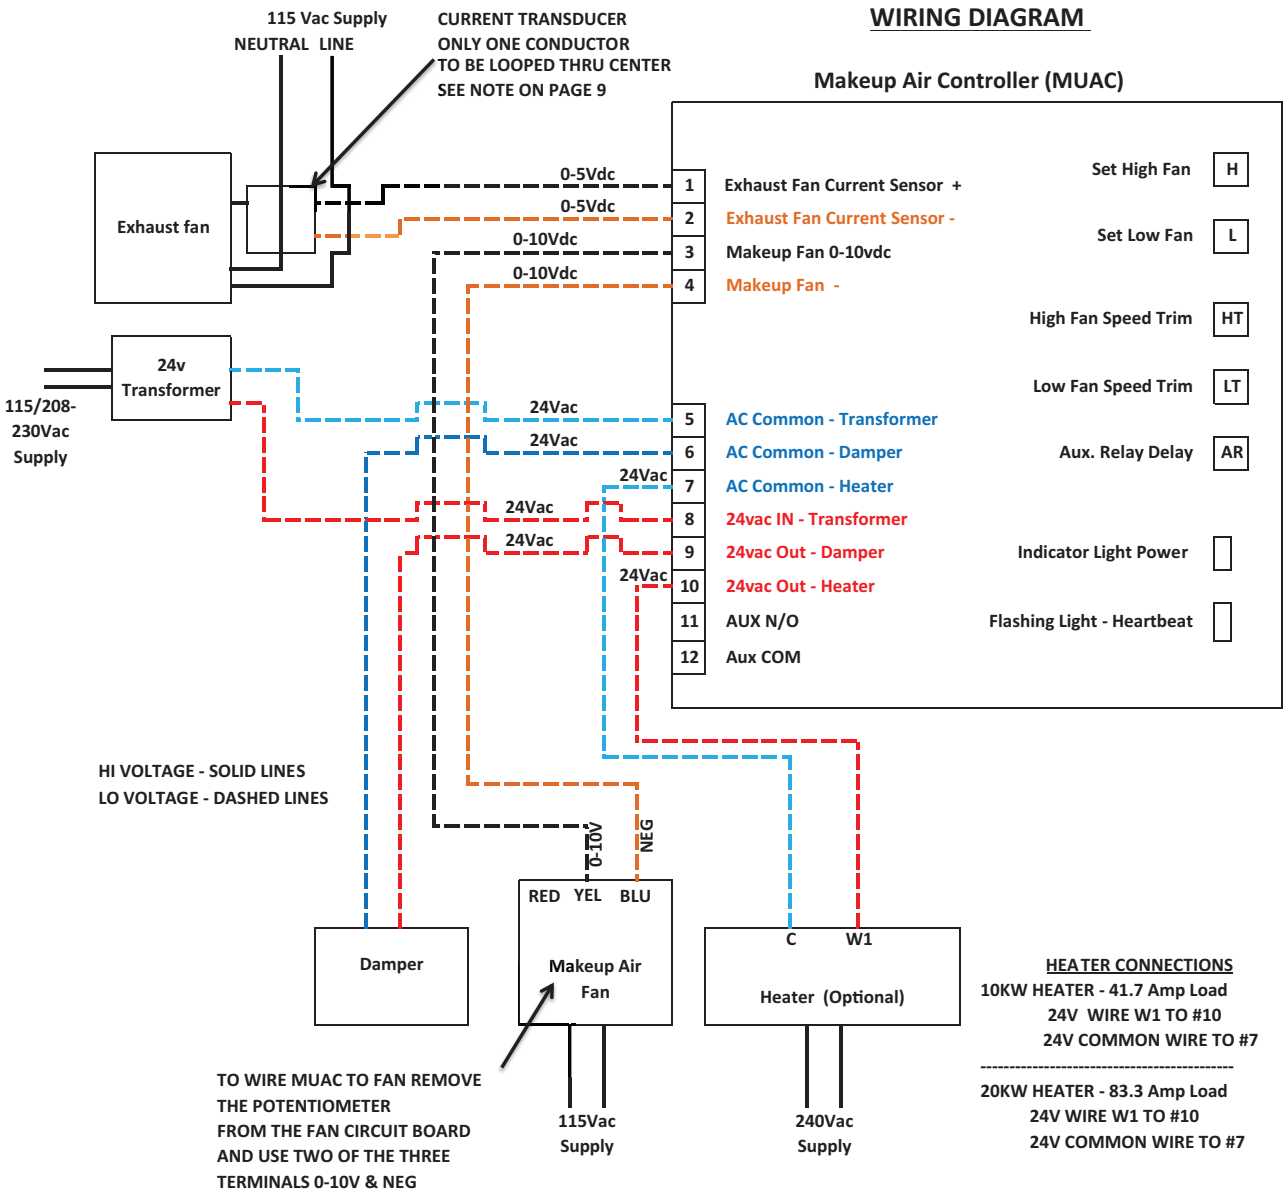 WIRING DIAGRAM
115 Vac Supply
NEUTRAL LINE
CURRENT TRANSDUCER
ONLY ONE CONDUCTOR
TO BE LOOPED THRU CENTER
SEE NOTE ON PAGE 9
Makeup Air Controller (MUAC)
Exhaust fan
0-5Vdc
0-5Vdc
0-10Vdc
0-10Vdc
1 Exhaust Fan Current Sensor +
2 Exhaust Fan Current Sensor -
3 Makeup Fan 0-10vdc
4 Makeup Fan -
Set High Fan H
Set Low Fan L
High Fan Speed Trim HT
Low Fan Speed Trim LT
Aux. Relay Delay AR
Indicator Light Power
Flashing Light - Heartbeat
24v
Transformer
115/208-
230Vac
Supply
24Vac
24Vac
24Vac
24Vac
24Vac
24Vac
5 AC Common - Transformer
6 AC Common - Damper
7 AC Common - Heater
8 24vac IN - Transformer
9 24vac Out - Damper
10 24vac Out - Heater
11 AUX N/O
12 Aux COM
HI VOLTAGE - SOLID LINES
LO VOLTAGE - DASHED LINES
0-10V
NEG
RED YEL BLU
Makeup Air
Fan
Damper
C W1
Heater (Optional)
115Vac
Supply
240Vac
Supply
TO WIRE MUAC TO FAN REMOVE
THE POTENTIOMETER
FROM THE FAN CIRCUIT BOARD
AND USE TWO OF THE THREE
TERMINALS 0-10V & NEG
HEATER CONNECTIONS
10KW HEATER - 41.7 Amp Load
24V WIRE W1 TO #10
24V COMMON WIRE TO #7
--------------------------------------------
20KW HEATER - 83.3 Amp Load
24V WIRE W1 TO #10
24V COMMON WIRE TO #7